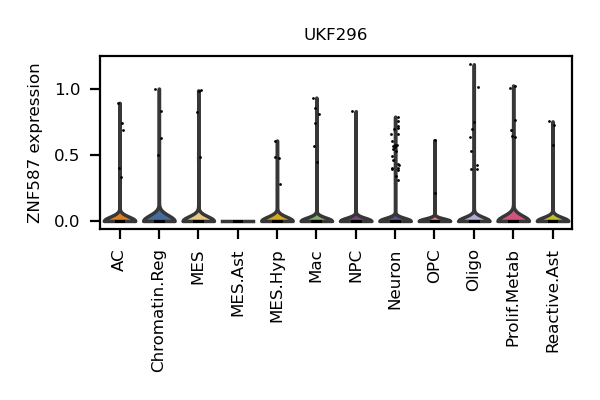 UKF296
ZNF587 expression
1.0
0.5
0.0
AC
Chromatin.Reg
MES
MES.Ast
MES.Hyp
Mac
NPC
Neuron
OPC
Oligo
Prolif.Metab
Reactive.Ast